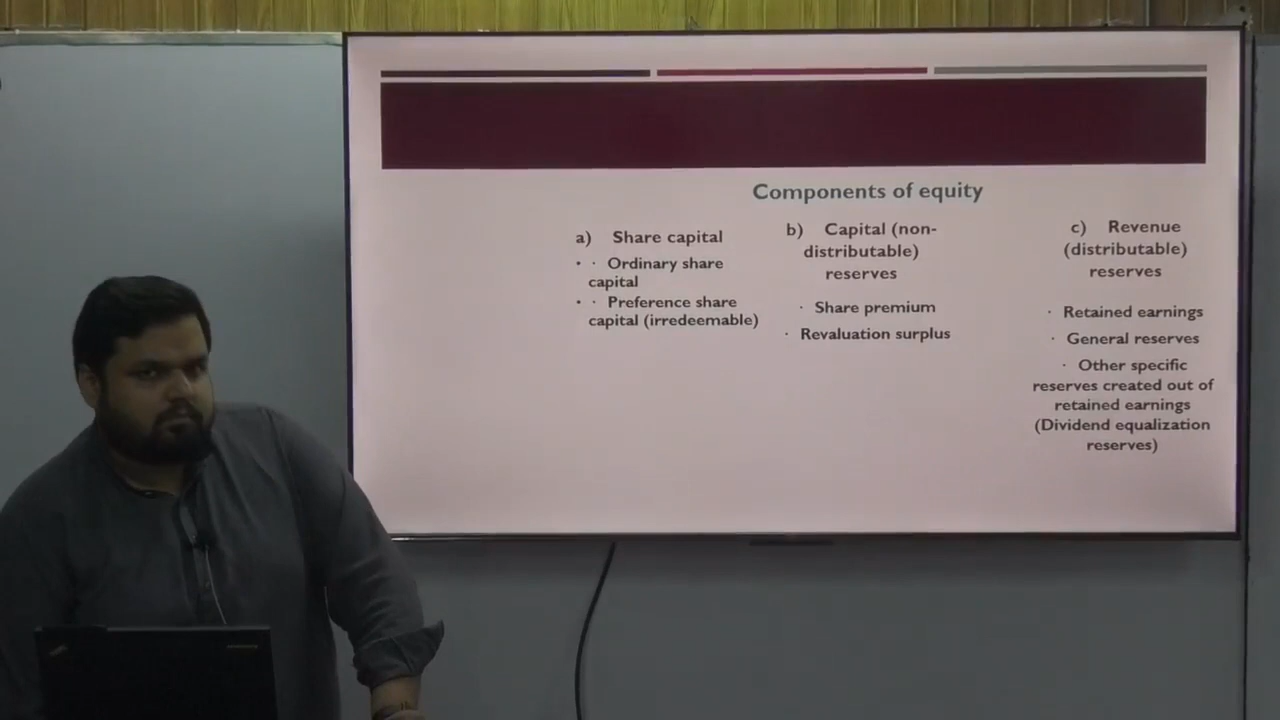 Components of equity
a) Share capital
• · Ordinary share
capital
• · Preference share
capital (irredeemable)
b) Capital (non-
distributable)
reserves
· Share premium
· Revaluation surplus
c) Revenue
(distributable)
reserves
· Retained earnings
· General reserves
· Other specific
reserves created out of
retained earnings
(Dividend equalization
reserves)